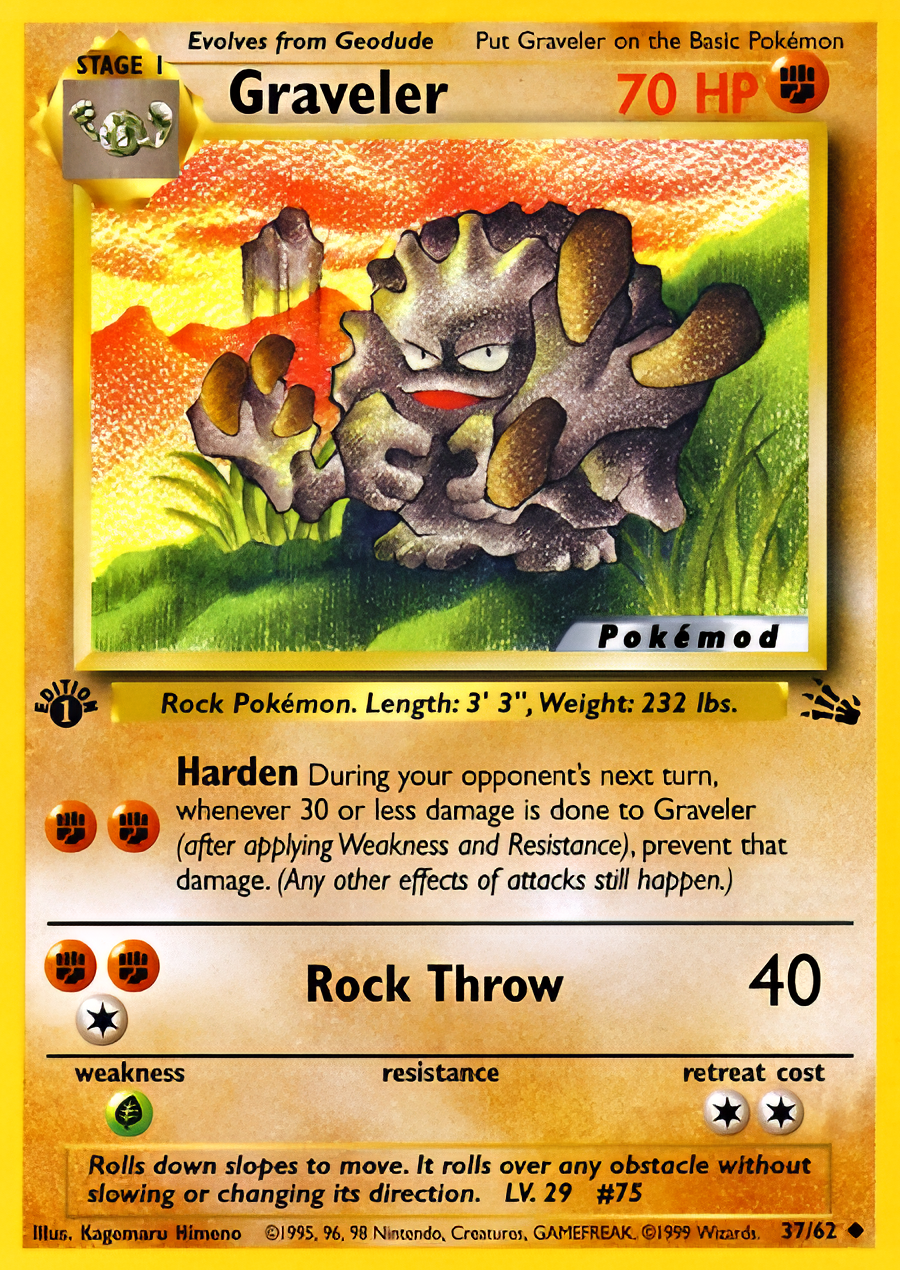 Evolves from Geodude Put Graveler on the Basic Pokémon
STAGE 1
Graveler 70 HP
Pokémod
EDITION
1
Rock Pokémon. Length: 3' 3", Weight: 232 lbs.
Harden During your opponent's next turn,
whenever 30 or less damage is done to Graveler
(after applying Weakness and Resistance), prevent that
damage. (Any other effects of attacks still happen.)
Rock Throw 40
weakness resistance retreat cost
Rolls down slopes to move. It rolls over any obstacle without
slowing or changing its direction. LV. 29 #75
Illus. Kagemaru Himeno ©1995, 96, 98 Nintendo, Creatures, GAMEFREAK. ©1999 Wizards. 37/62